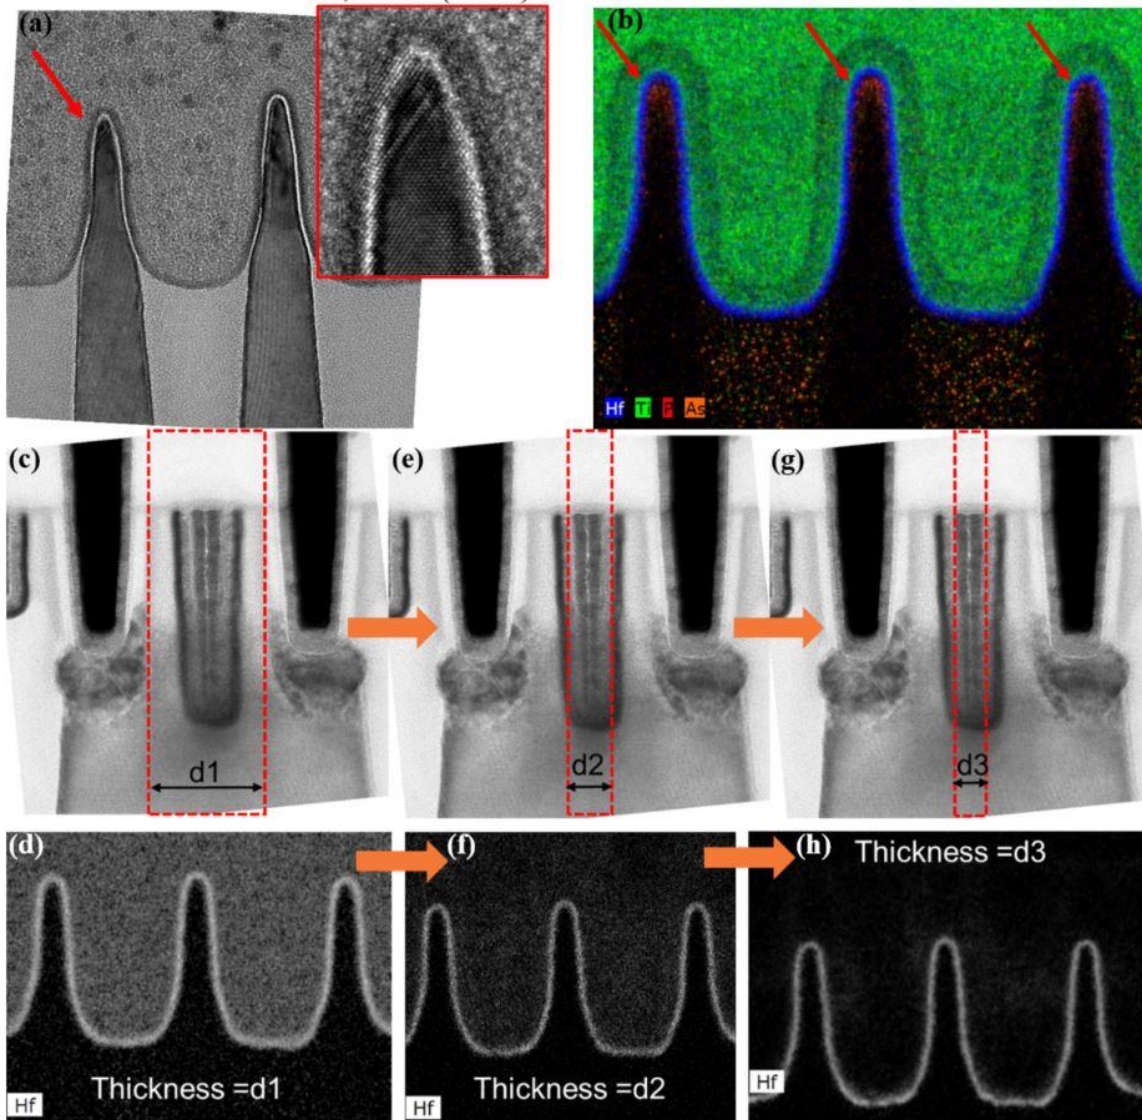 (a)
(b)
Hf Ti P As
(c)
(e)
(g)
d1
d2
d3
(d)
(f)
(h)
Thickness =d3
Thickness =d1
Thickness =d2
Hf
Hf
Hf